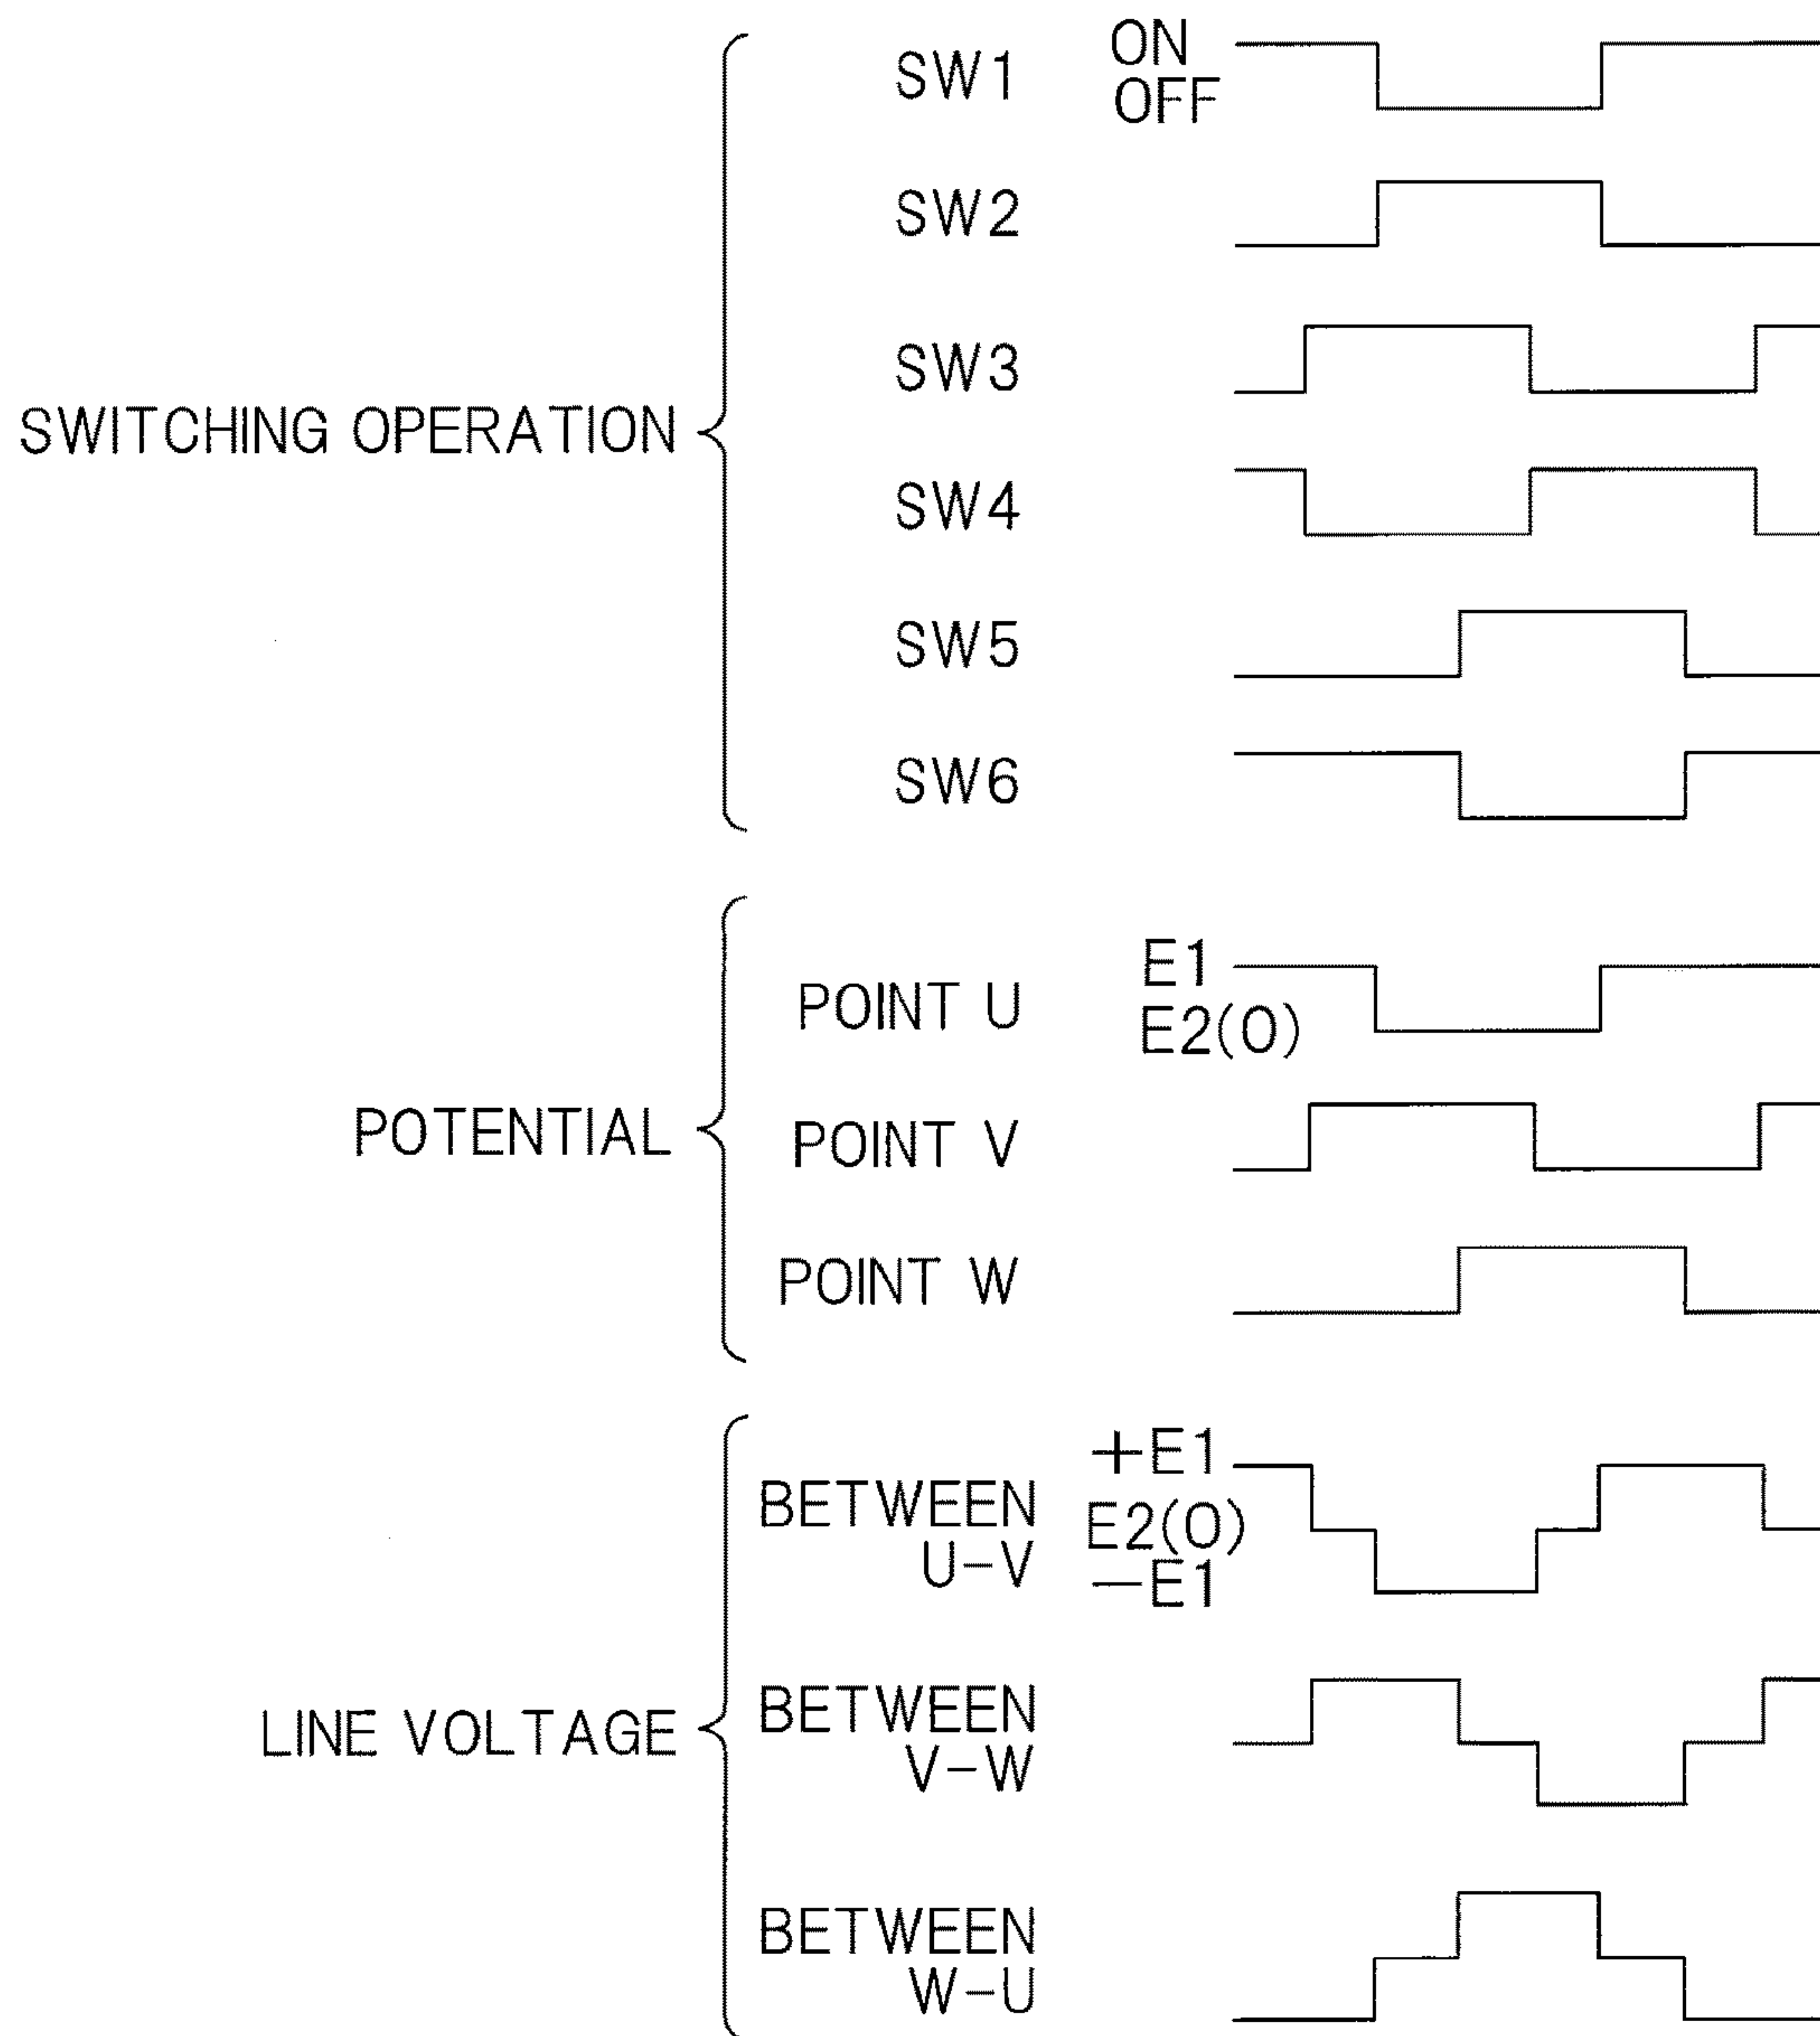 SWITCHING OPERATION
SW1
ON
OFF
SW2
SW3
SW4
SW5
SW6
POTENTIAL
POINT U
E1
E2(0)
POINT V
POINT W
LINE VOLTAGE
BETWEEN
U-V
+E1
E2(0)
-E1
BETWEEN
V-W
BETWEEN
W-U